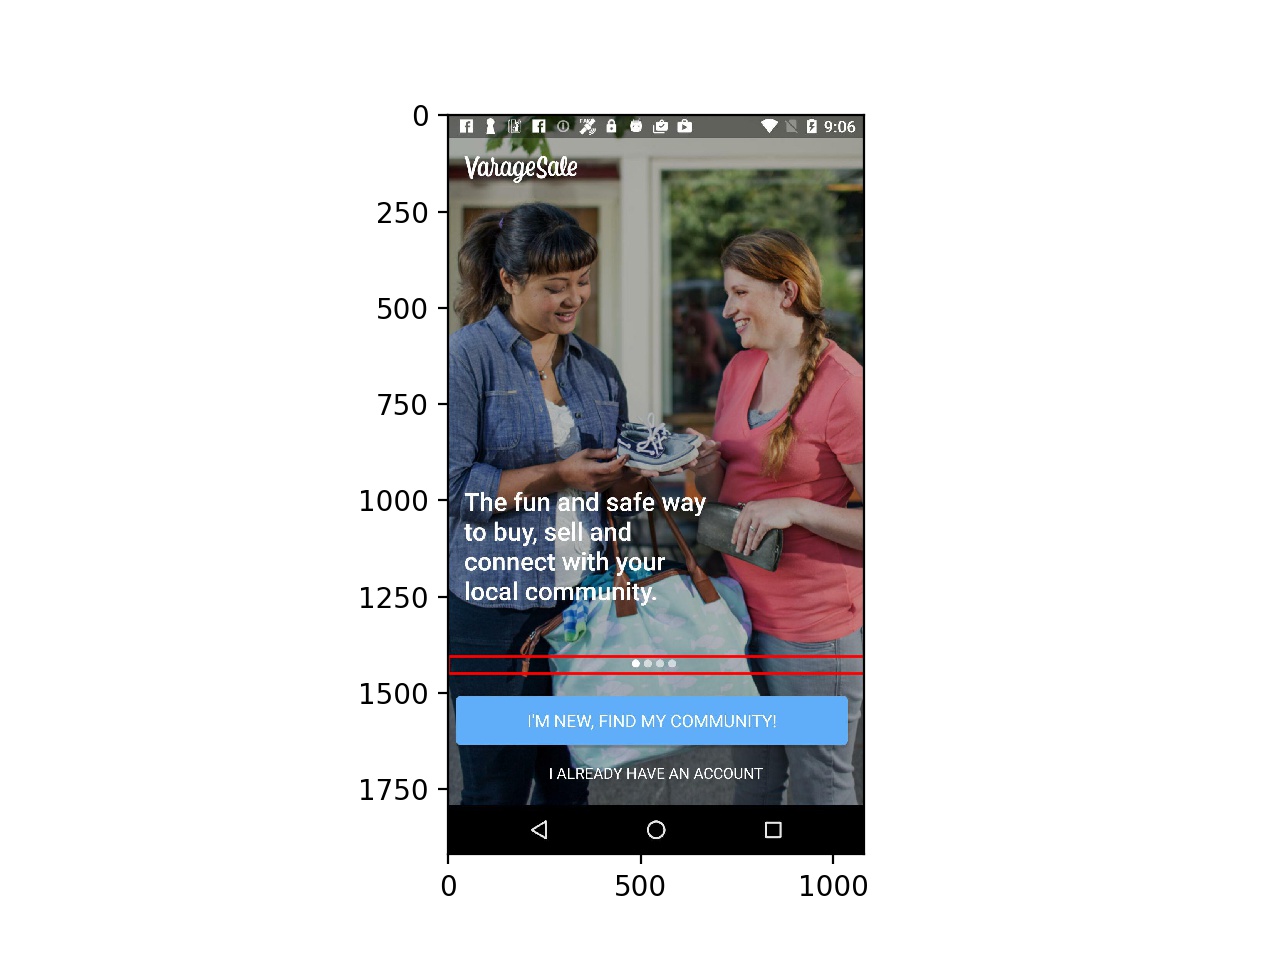 0
250
500
750
1000
1250
1500
1750
9:06
VarageSale
The fun and safe way
to buy, sell and
connect with your
local community.
I'M NEW, FIND MY COMMUNITY!
I ALREADY HAVE AN ACCOUNT
0 500 1000